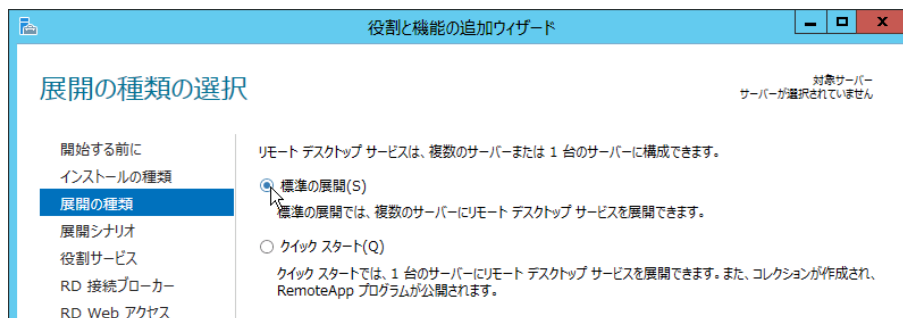 役割と機能の追加ウィザード
展開の種類の選択
対象サーバー
サーバーが選択されていません
開始する前に
インストールの種類
展開の種類
展開シナリオ
役割サービス
RD 接続ブローカー
RD Web アクセス
リモート デスクトップ サービスは、複数のサーバーまたは 1 台のサーバーに構成できます。
標準の展開(S)
標準の展開では、複数のサーバーにリモート デスクトップ サービスを展開できます。
クイック スタート(Q)
クイック スタートでは、1 台のサーバーにリモート デスクトップ サービスを展開できます。また、コレクションが作成され、
RemoteApp プログラムが公開されます。